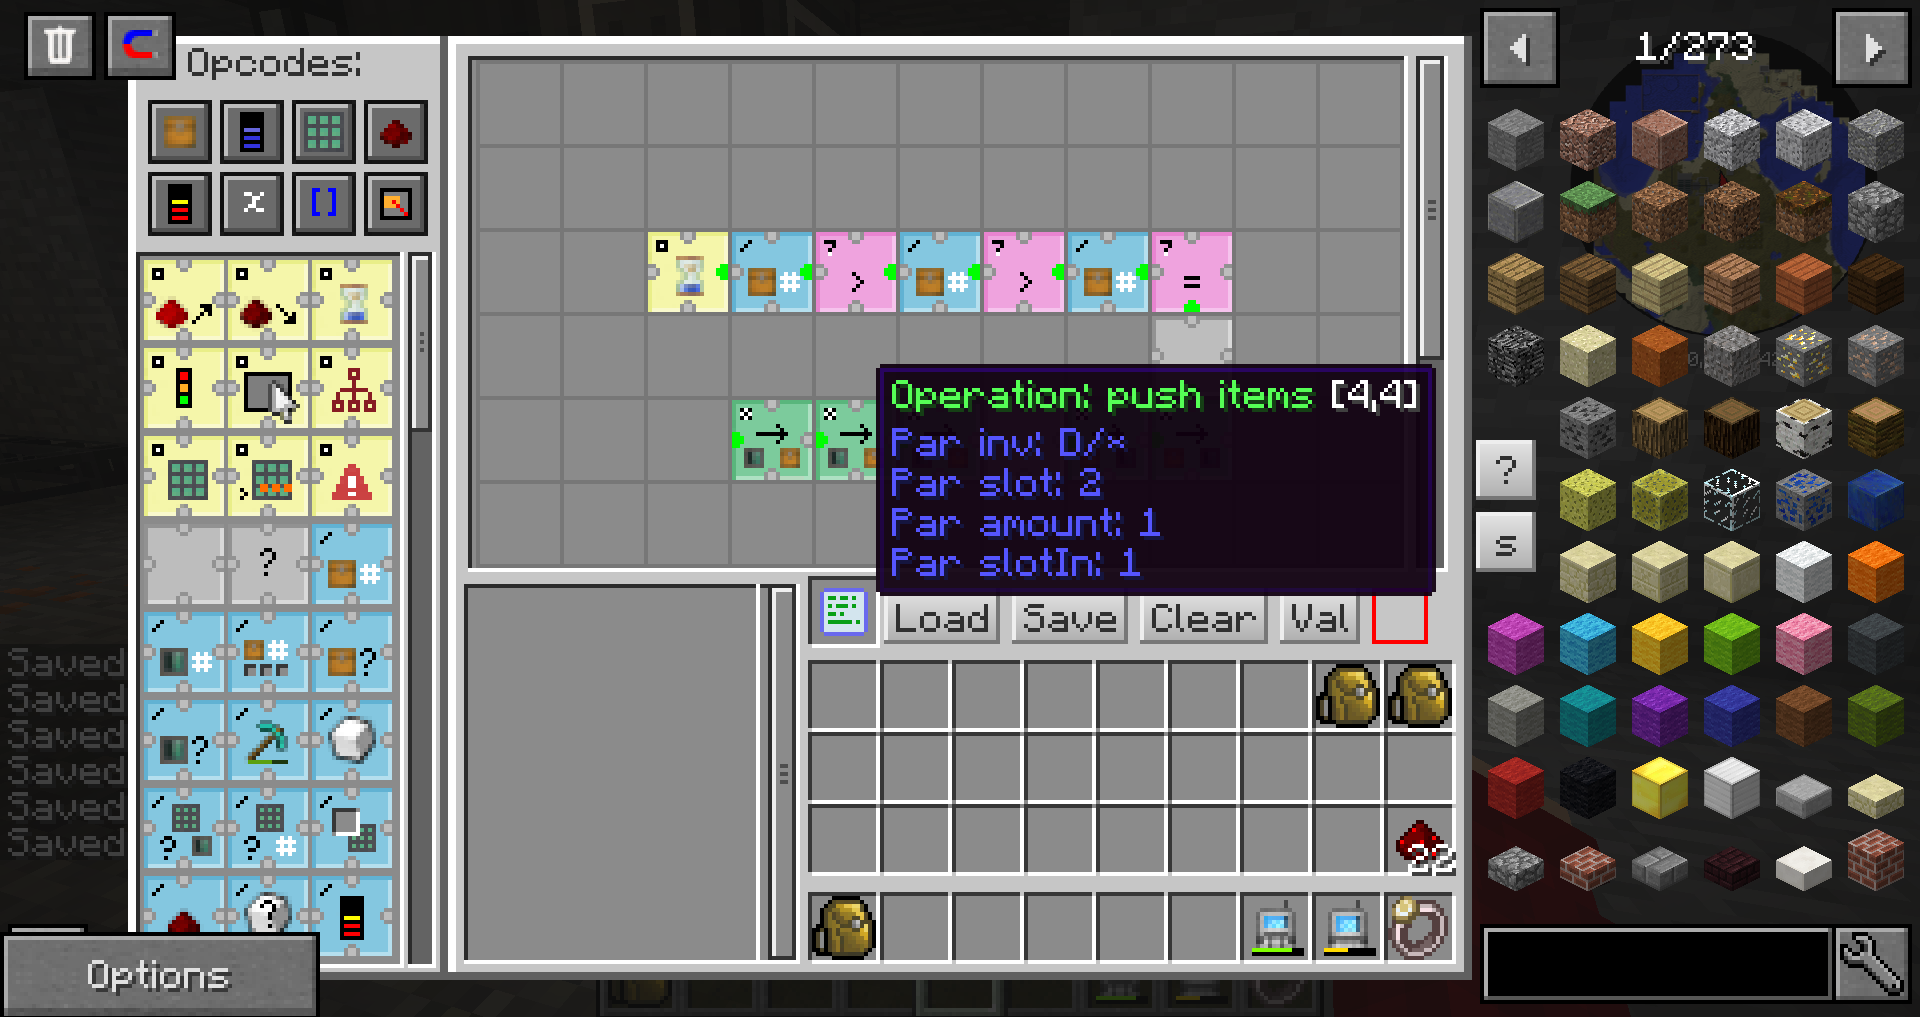 Opcodes:
1/273
Operation: push items [4,4]
Par inv: D/*
Par slot: 2
Par amount: 1
Par slotIn: 1
?
s
Load
Save
Clear
Val
Saved
Saved
Saved
Saved
Saved
Saved
22
Options